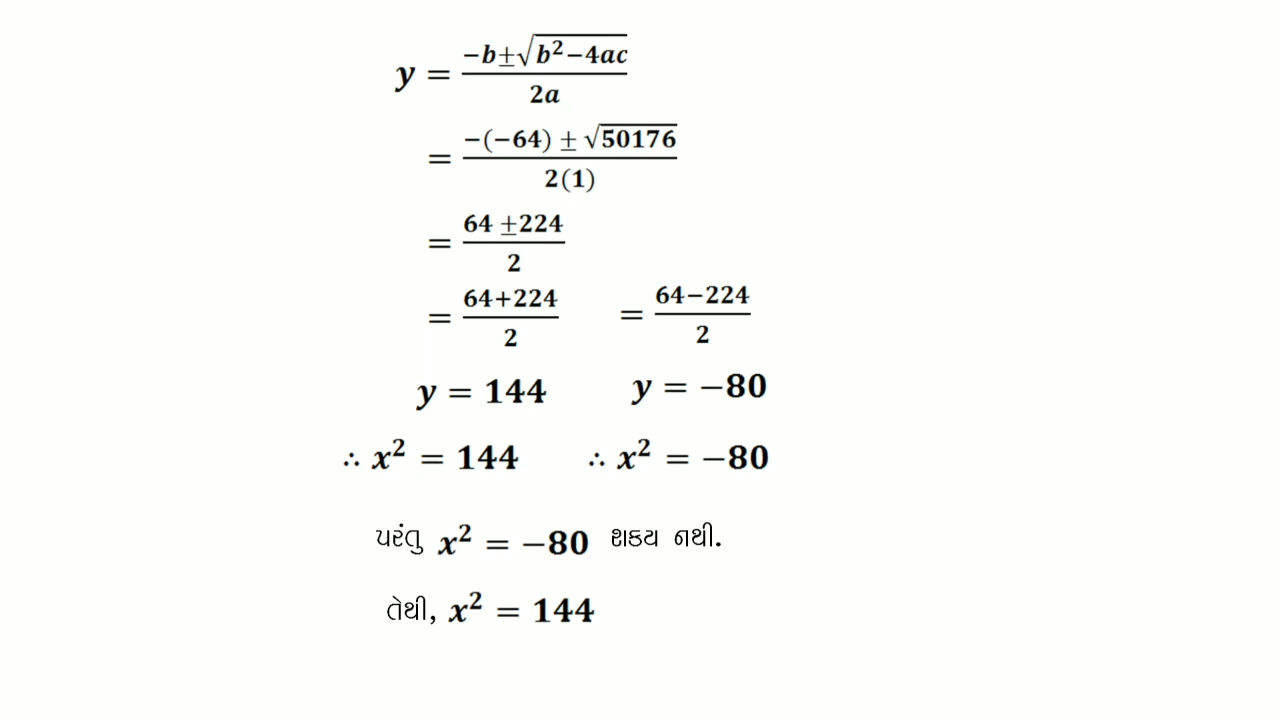 y = (−b±√(b²−4ac))/(2a)
= (−(−64) ± √50176)/(2(1))
= (64 ±224)/2
= (64+224)/2 = (64−224)/2
y = 144 y = −80
∴ x² = 144 ∴ x² = −80
પરંતુ x² = −80 શક્ય નથી.
તેથી, x² = 144